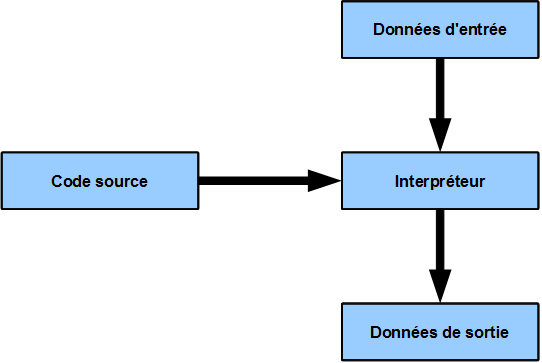 Données d'entrée
Code source
Interpréteur
Données de sortie